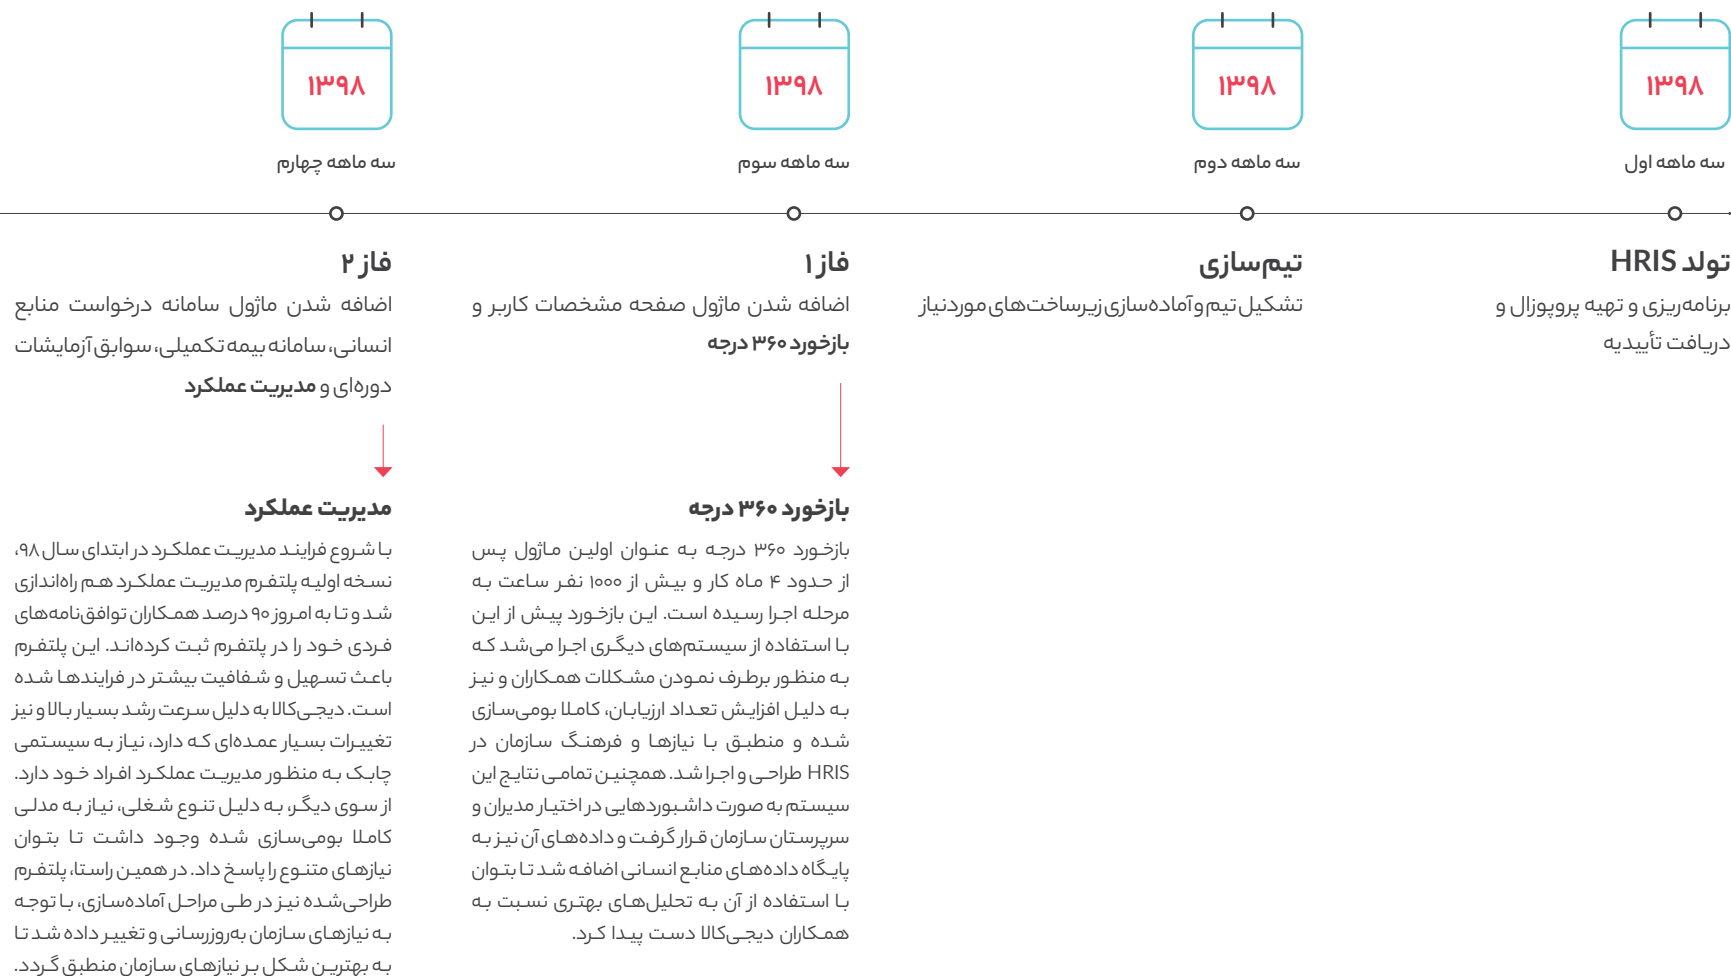 ۱۳۹۸
سه ماهه اول
تولد HRIS
برنامه‌ریزی و تهیه پروپوزال و
دریافت تأییدیه
۱۳۹۸
سه ماهه دوم
تیم‌سازی
تشکیل تیم و آماده‌سازی زیرساخت‌های موردنیاز
۱۳۹۸
سه ماهه سوم
فاز ۱
اضافه شدن ماژول صفحه مشخصات کاربر و
بازخورد ۳۶۰ درجه
بازخورد ۳۶۰ درجه
بازخورد ۳۶۰ درجه به عنوان اولین ماژول پس
از حدود ۴ ماه کار و بیش از ۱۰۰۰ نفر ساعت به
مرحله اجرا رسیده است. این بازخورد پیش از این
با استفاده از سیستم‌های دیگری اجرا می‌شد که
به منظور برطرف نمودن مشکلات همکاران و نیز
به دلیل افزایش تعداد ارزیابان، کاملا بومی‌سازی
شده و منطبق با نیازها و فرهنگ سازمان در
HRIS طراحی و اجرا شد. همچنین تمامی نتایج این
سیستم به صورت داشبوردهایی در اختیار مدیران و
سرپرستان سازمان قرار گرفت و داده‌های آن نیز به
پایگاه داده‌های منابع انسانی اضافه شد تا بتوان
با استفاده از آن به تحلیل‌های بهتری نسبت به
همکاران دیجی‌کالا دست پیدا کرد.
۱۳۹۸
سه ماهه چهارم
فاز ۲
اضافه شدن ماژول سامانه درخواست منابع
انسانی، سامانه بیمه تکمیلی، سوابق آزمایشات
دوره‌ای و مدیریت عملکرد
مدیریت عملکرد
با شروع فرایند مدیریت عملکرد در ابتدای سال ۹۸،
نسخه اولیه پلتفرم مدیریت عملکرد هم راه‌اندازی
شد و تا به امروز ۹۰ درصد همکاران توافق‌نامه‌های
فردی خود را در پلتفرم ثبت کرده‌اند. این پلتفرم
باعث تسهیل و شفافیت بیشتر در فرایندها شده
است. دیجی‌کالا به دلیل سرعت رشد بسیار بالا و نیز
تغییرات بسیار عمده‌ای که دارد، نیاز به سیستمی
چابک به منظور مدیریت عملکرد افراد خود دارد.
از سوی دیگر، به دلیل تنوع شغلی، نیاز به مدلی
کاملا بومی‌سازی شده وجود داشت تا بتوان
نیازهای متنوع را پاسخ داد. در همین راستا، پلتفرم
طراحی‌شده نیز در طی مراحل آماده‌سازی، با توجه
به نیازهای سازمان به‌روزرسانی و تغییر داده شد تا
به بهترین شکل بر نیازهای سازمان منطبق گردد.